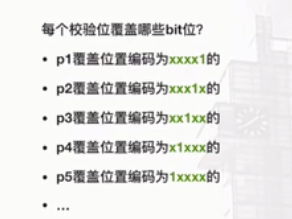 每个校验位覆盖哪些bit位?
• p1覆盖位置编码为xxxx1的
• p2覆盖位置编码为xxx1x的
• p3覆盖位置编码为xx1xx的
• p4覆盖位置编码为x1xxx的
• p5覆盖位置编码为1xxxx的
• ...